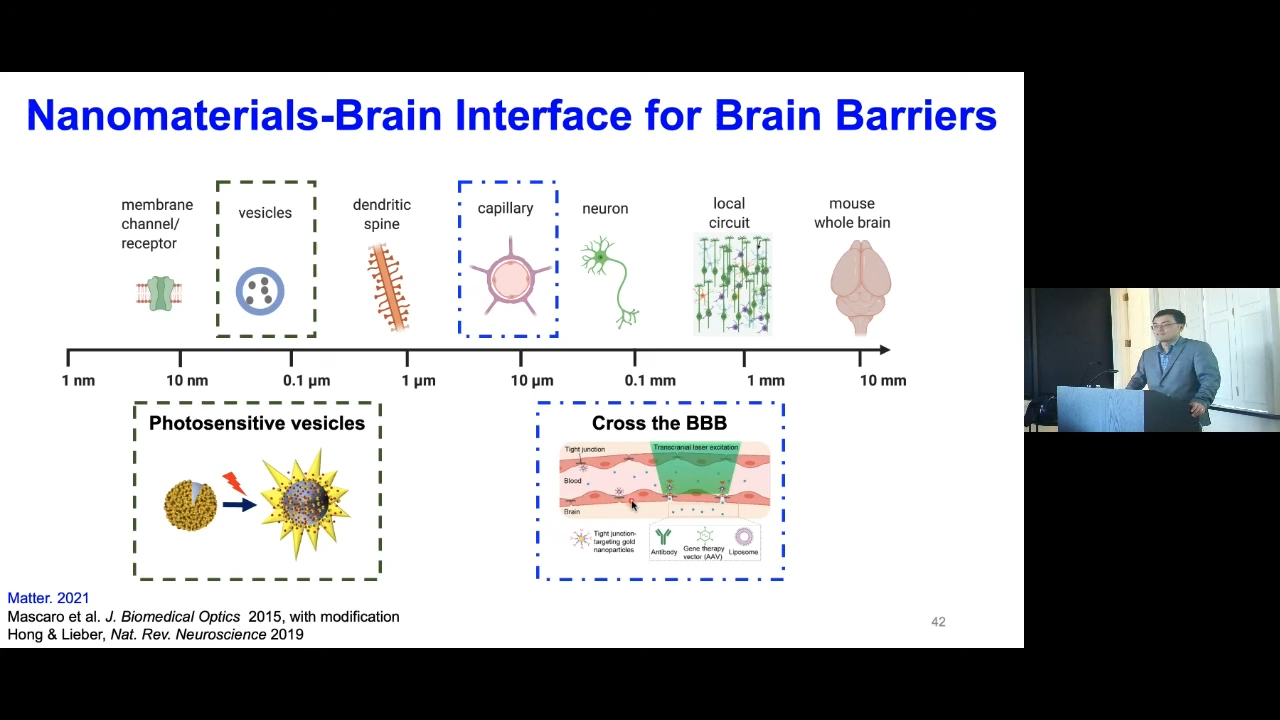 Nanomaterials-Brain Interface for Brain Barriers
membrane
channel/
receptor
vesicles
dendritic
spine
capillary
neuron
local
circuit
mouse
whole brain
1 nm
10 nm
0.1 μm
1 μm
10 μm
0.1 mm
1 mm
10 mm
Photosensitive vesicles
Cross the BBB
Tight junction
Transcranial laser excitation
Blood
Brain
Tight junction-
targeting gold
nanoparticles
Antibody
Gene therapy
vector (AAV)
Liposome
Matter. 2021
Mascaro et al. J. Biomedical Optics 2015, with modification
Hong & Lieber, Nat. Rev. Neuroscience 2019
42